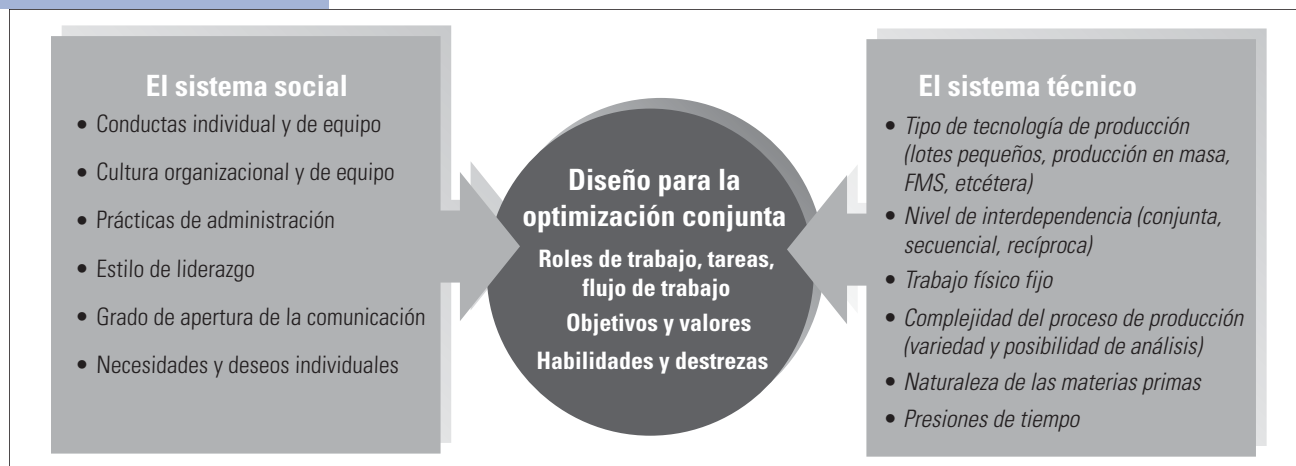 El sistema social
• Conductas individual y de equipo
• Cultura organizacional y de equipo
• Prácticas de administración
• Estilo de liderazgo
• Grado de apertura de la comunicación
• Necesidades y deseos individuales
Diseño para la
optimización conjunta
Roles de trabajo, tareas,
flujo de trabajo
Objetivos y valores
Habilidades y destrezas
El sistema técnico
• Tipo de tecnología de producción
(lotes pequeños, producción en masa,
FMS, etcétera)
• Nivel de interdependencia (conjunta,
secuencial, recíproca)
• Trabajo físico fijo
• Complejidad del proceso de producción
(variedad y posibilidad de análisis)
• Naturaleza de las materias primas
• Presiones de tiempo